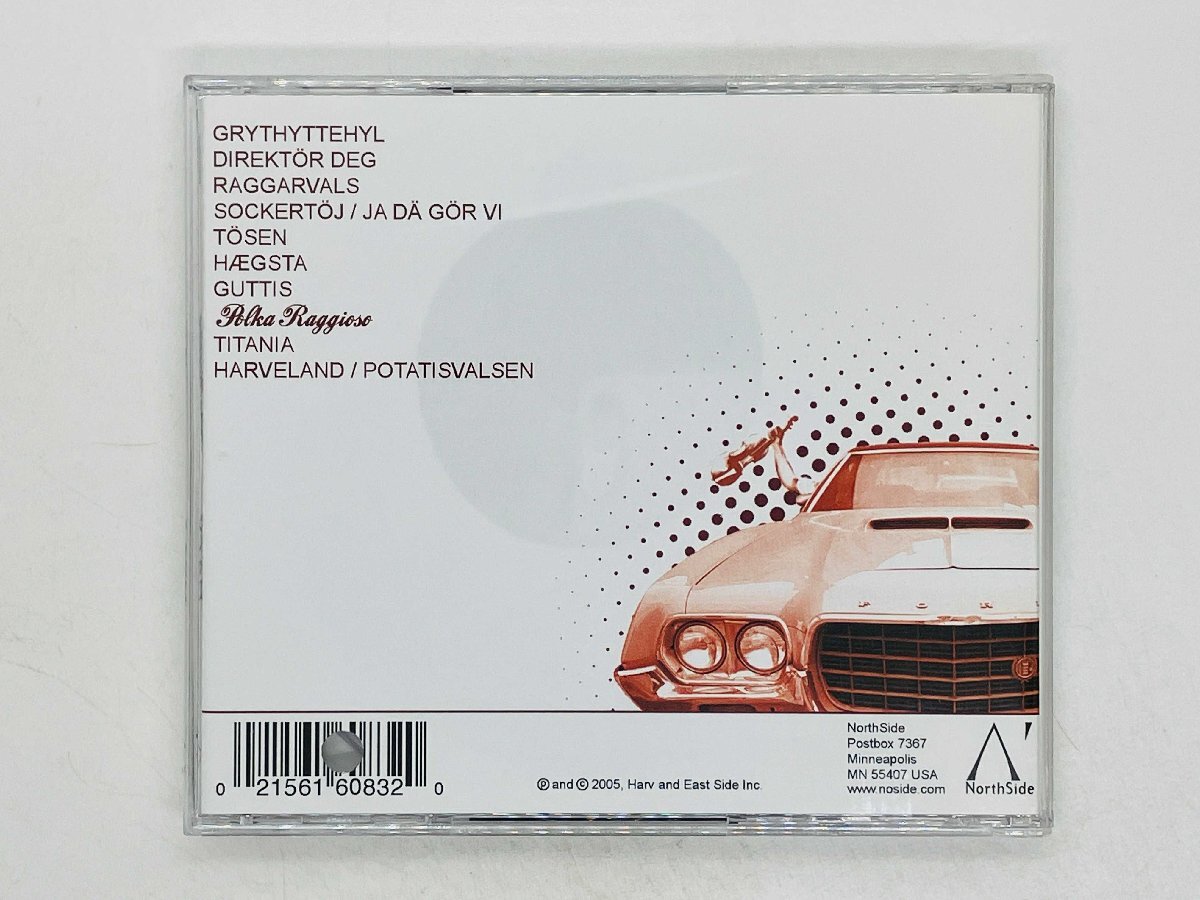 GRYTHYTTEHYL
DIREKTÖR DEG
RAGGARVALS
SOCKERTÖJ / JA DÄ GÖR VI
TÖSEN
HÆGSTA
GUTTIS
Polka Raggioso
TITANIA
HARVELAND / POTATISVALSEN
FOR
0 21561 60832 0
℗ and © 2005, Harv and East Side Inc.
NorthSide
Postbox 7367
Minneapolis
MN 55407 USA
www.noside.com
NorthSide